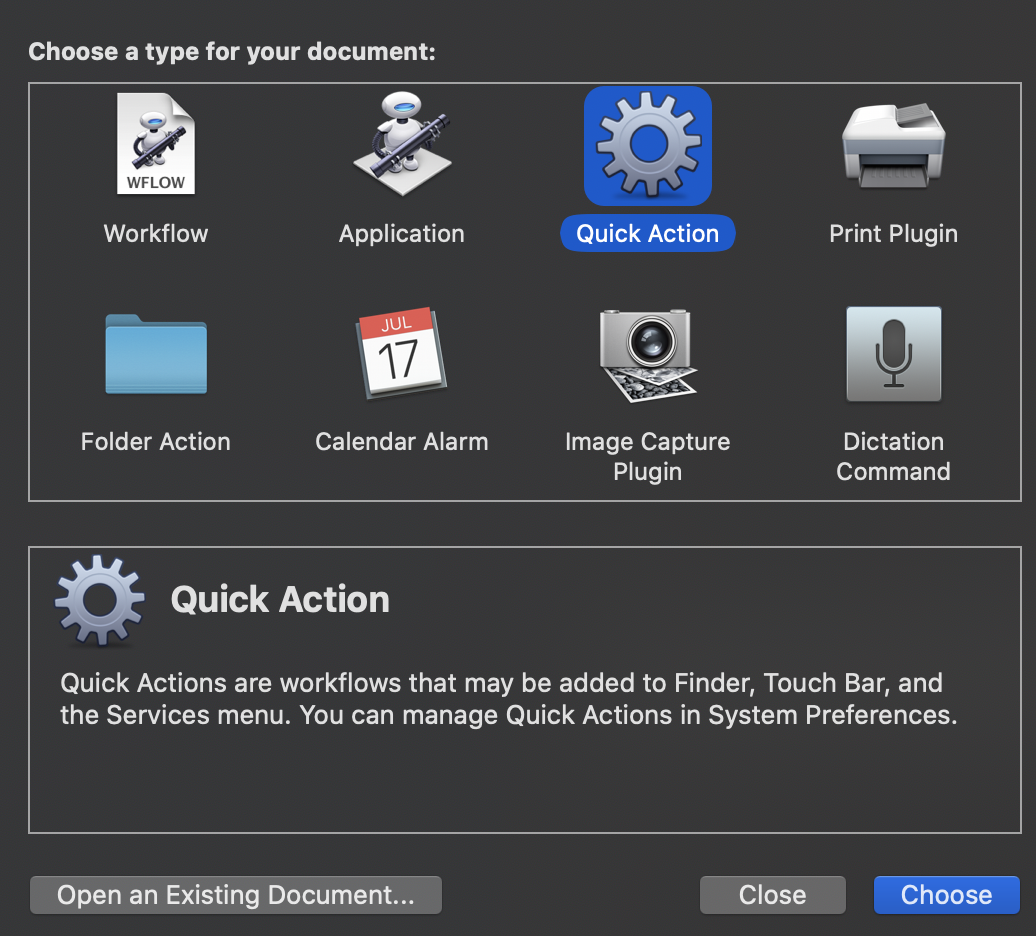 Choose a type for your document:
WFLOW
Workflow
Application
Quick Action
Print Plugin
Folder Action
JUL
17
Calendar Alarm
Image Capture
Plugin
Dictation
Command
Quick Action
Quick Actions are workflows that may be added to Finder, Touch Bar, and
the Services menu. You can manage Quick Actions in System Preferences.
Open an Existing Document...
Close
Choose